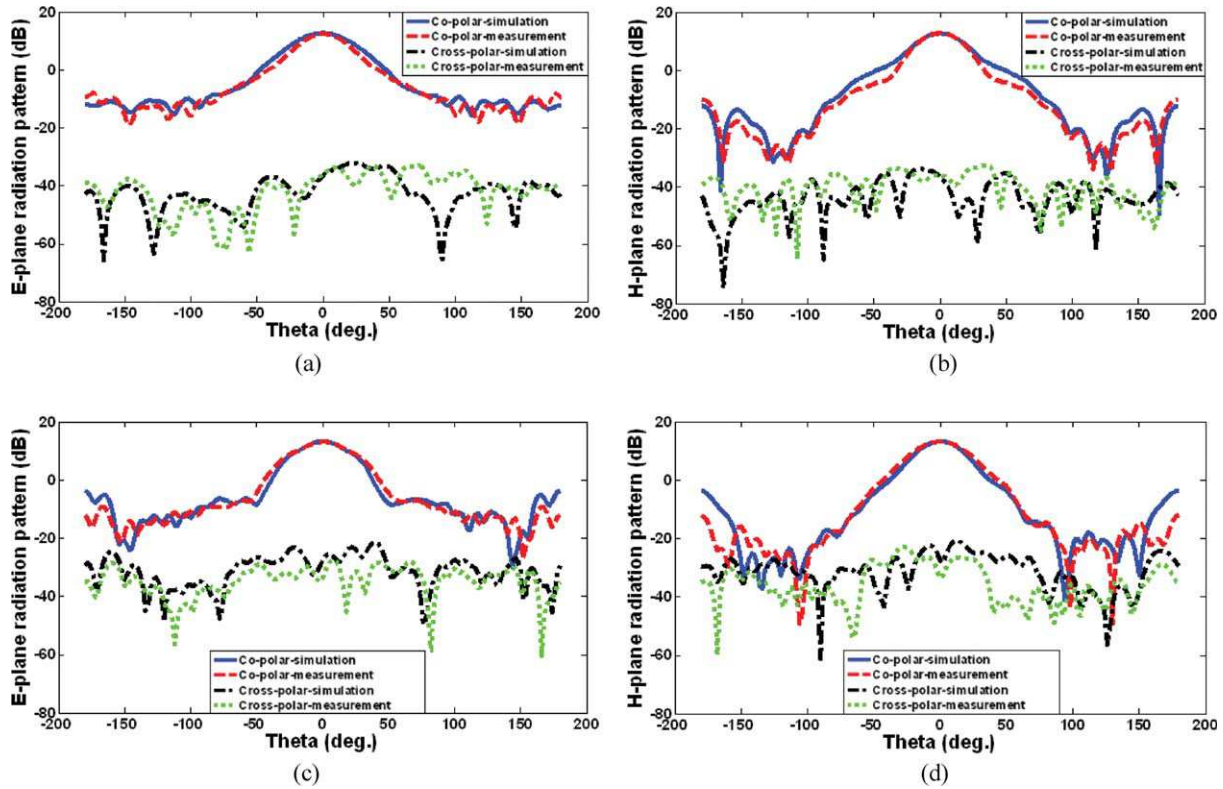 E-plane radiation pattern (dB)
20
0
-20
-40
-60
-80
Co-polar-simulation
Co-polar-measurement
Cross-polar-simulation
Cross-polar-measurement
-200 -150 -100 -50 0 50 100 150 200
Theta (deg.)
(a)
H-plane radiation pattern (dB)
20
0
-20
-40
-60
-80
Co-polar-simulation
Co-polar-measurement
Cross-polar-simulation
Cross-polar-measurement
-200 -150 -100 -50 0 50 100 150 200
Theta (deg.)
(b)
E-plane radiation pattern (dB)
20
0
-20
-40
-60
-80
Co-polar-simulation
Co-polar-measurement
Cross-polar-simulation
Cross-polar-measurement
-200 -150 -100 -50 0 50 100 150 200
Theta (deg.)
(c)
H-plane radiation pattern (dB)
20
0
-20
-40
-60
-80
Co-polar-simulation
Co-polar-measurement
Cross-polar-simulation
Cross-polar-measurement
-200 -150 -100 -50 0 50 100 150 200
Theta (deg.)
(d)